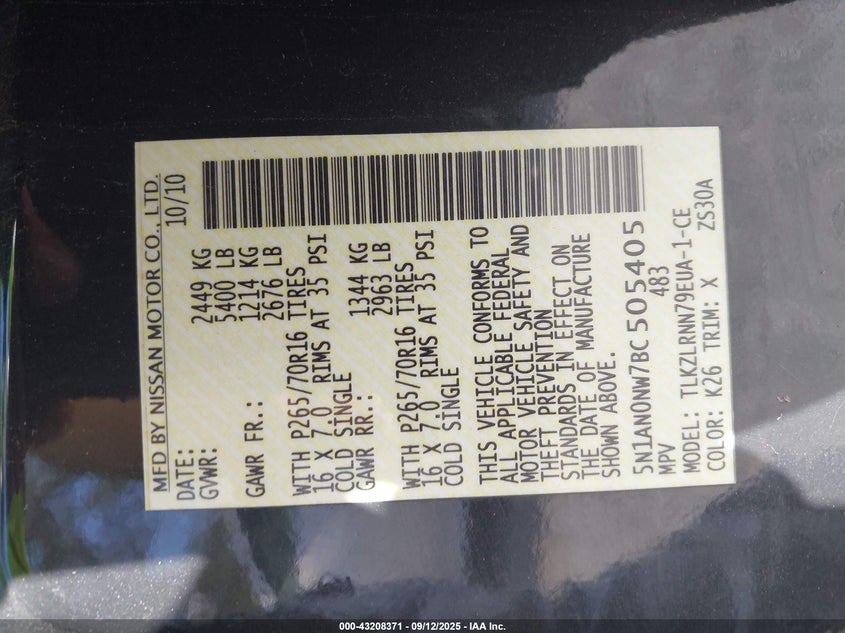 MFD BY NISSAN MOTOR CO., LTD.
DATE: 10/10
GVWR: 2449 KG
5400 LB
GAWR FR.: 1214 KG
2676 LB
WITH P265/70R16 TIRES
16 X 7.0 RIMS AT 35 PSI
COLD SINGLE
GAWR RR.: 1344 KG
2963 LB
WITH P265/70R16 TIRES
16 X 7.0 RIMS AT 35 PSI
COLD SINGLE
THIS VEHICLE CONFORMS TO
ALL APPLICABLE FEDERAL
MOTOR VEHICLE SAFETY AND
THEFT PREVENTION
STANDARDS IN EFFECT ON
THE DATE OF MANUFACTURE
SHOWN ABOVE.
5N1AN0NW7BC505405
MPV 483
MODEL: TLKZLRNN79EUA-1-CE
COLOR: K26 TRIM: X ZS30A
000-43208371 - 09/12/2025 - IAA Inc.